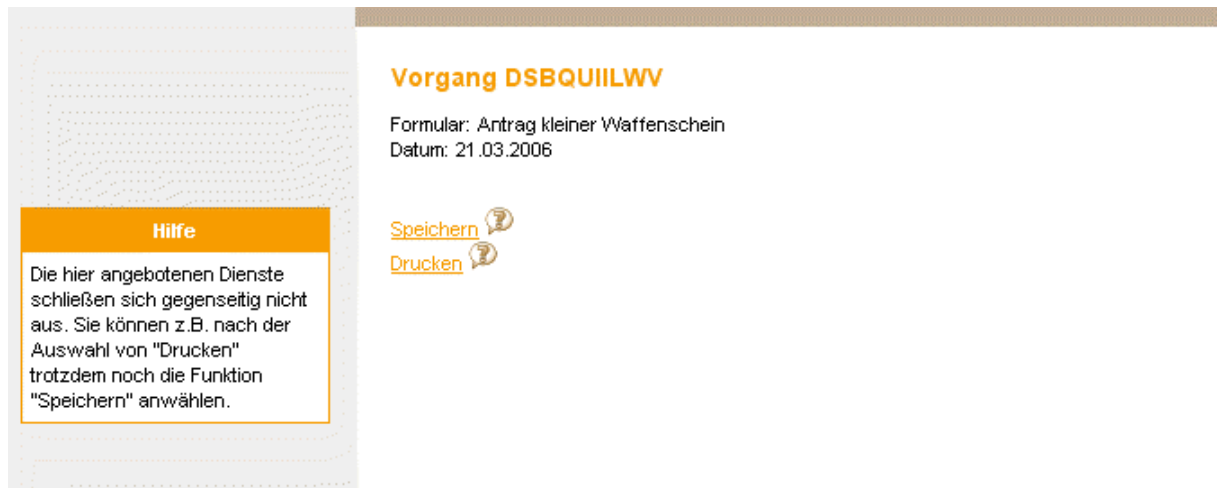 Vorgang DSBQUIILWV
Formular: Antrag kleiner Waffenschein
Datum: 21.03.2006
Speichern
Drucken
Hilfe
Die hier angebotenen Dienste
schließen sich gegenseitig nicht
aus. Sie können z.B. nach der
Auswahl von "Drucken"
trotzdem noch die Funktion
"Speichern" anwählen.